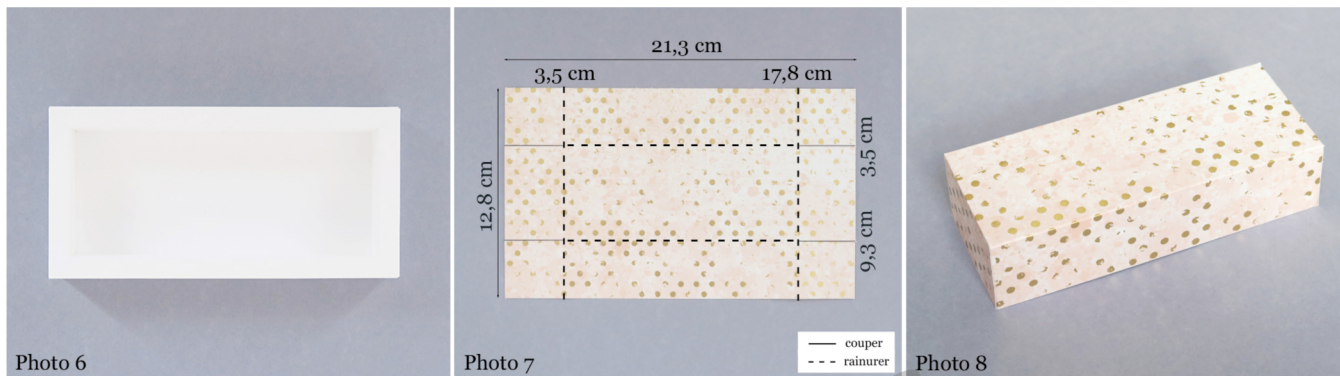 Photo 6
21,3 cm
3,5 cm
17,8 cm
12,8 cm
3,5 cm
9,3 cm
couper
rainurer
Photo 7
Photo 8